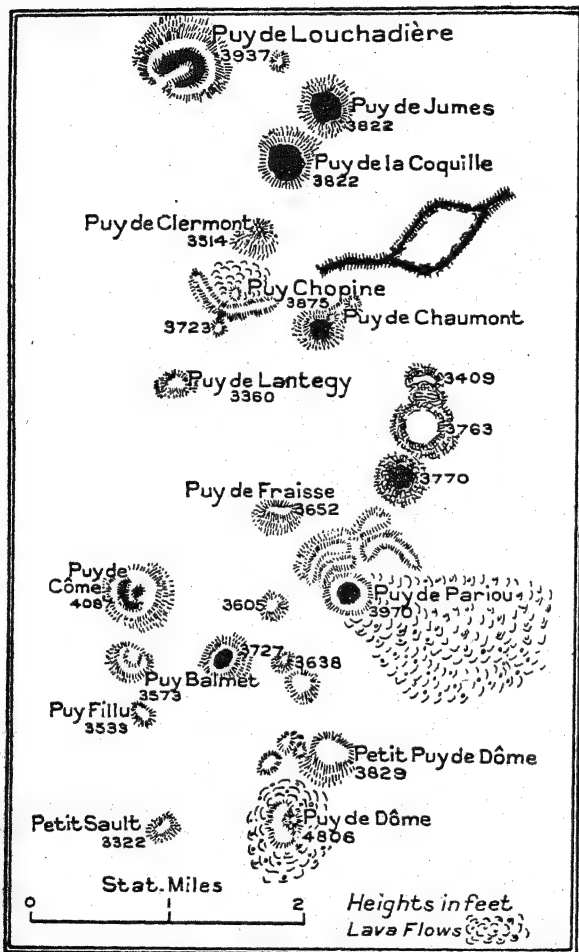 Puy de Louchadière
3937
Puy de Jumes
3822
Puy de la Coquille
3822
Puy de Clermont
3514
Puy Chopine
3875
Puy de Chaumont
3723
Puy de Lantegy
3360
3409
3763
3770
Puy de Fraisse
3652
Puy de
Côme
4087
3605
Puy de Pariou
3970
3727
3638
Puy Balmet
3573
Puy Fillu
3533
Petit Puy de Dôme
3829
Petit Sault
3322
Puy de Dôme
4806
Stat. Miles
0 1 2
Heights in feet
Lava Flows